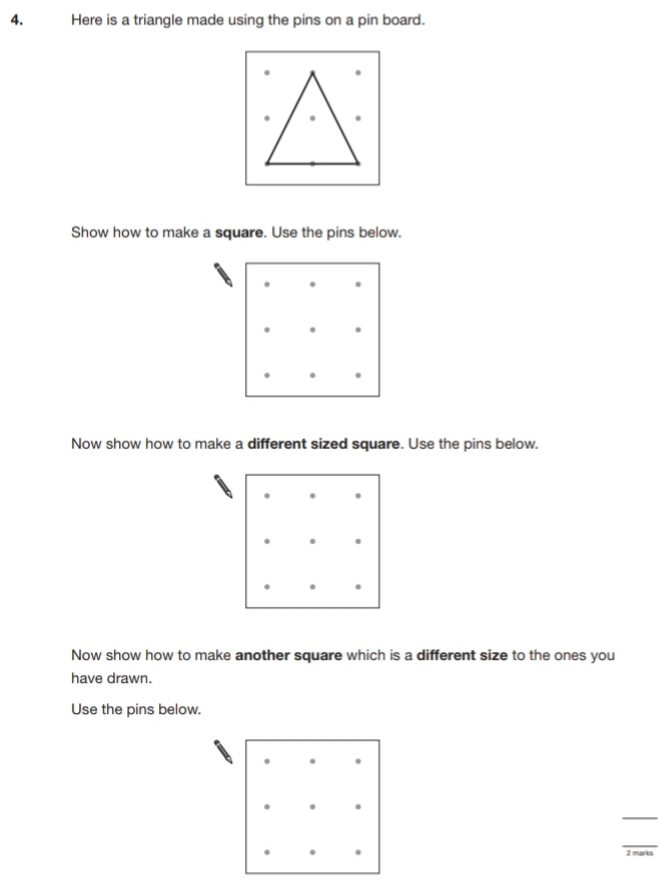 4. Here is a triangle made using the pins on a pin board.
Show how to make a square. Use the pins below.
Now show how to make a different sized square. Use the pins below.
Now show how to make another square which is a different size to the ones you
have drawn.
Use the pins below.
2 marks